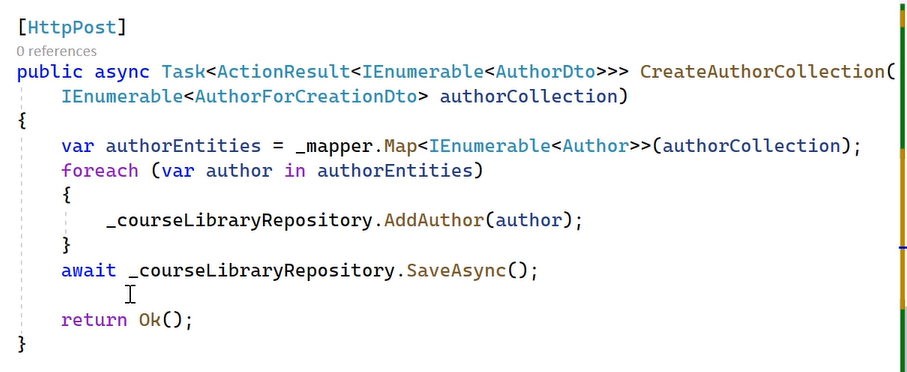 [HttpPost]
0 references
public async Task<ActionResult<IEnumerable<AuthorDto>>> CreateAuthorCollection(
IEnumerable<AuthorForCreationDto> authorCollection)
{
var authorEntities = _mapper.Map<IEnumerable<Author>>(authorCollection);
foreach (var author in authorEntities)
{
_courseLibraryRepository.AddAuthor(author);
}
await _courseLibraryRepository.SaveAsync();
return Ok();
}